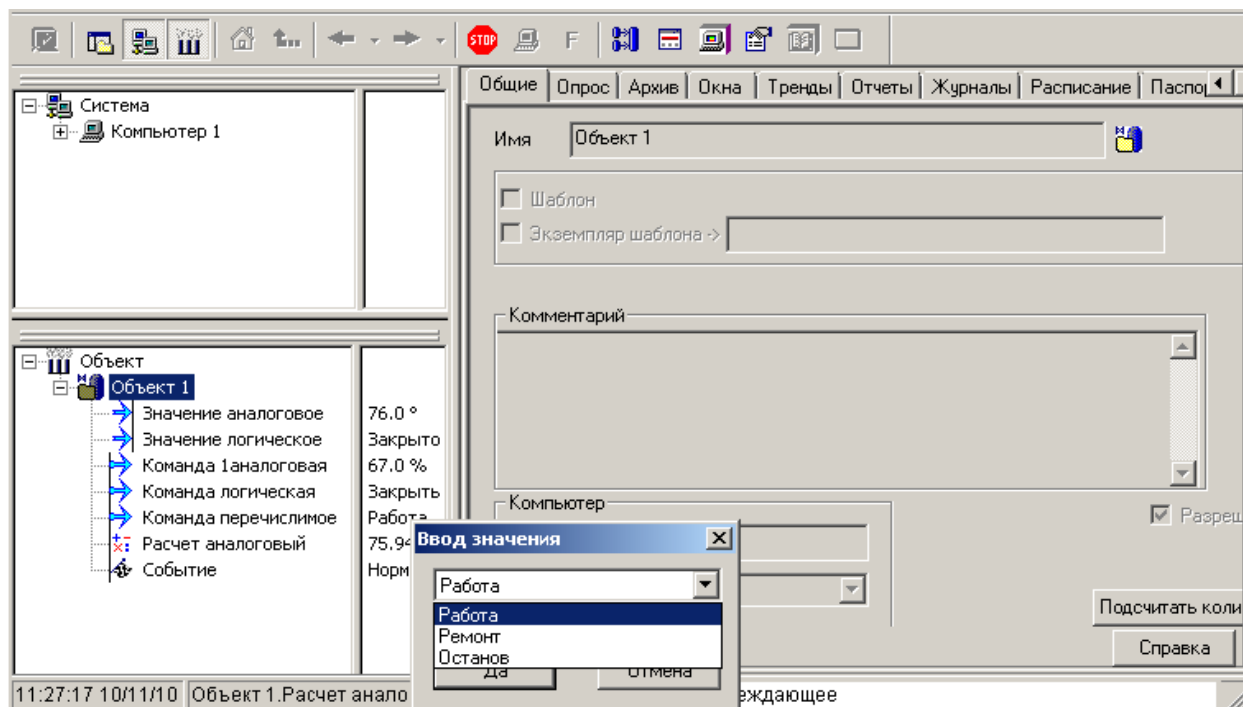 STOP F
Система
Компьютер 1
Объект
Объект 1
Значение аналоговое 76.0 °
Значение логическое Закрыто
Команда 1аналоговая 67.0 %
Команда логическая Закрыть
Команда перечислимое Работа
Расчет аналоговый 75.94
Событие Норм
Общие Опрос Архив Окна Тренды Отчеты Журналы Расписание Паспо
Имя Объект 1
Шаблон
Экземпляр шаблона ->
Комментарий
Компьютер
Разреш
Подсчитать коли
Справка
Ввод значения
Работа
Работа
Ремонт
Останов
Да Отмена
11:27:17 10/11/10 Объект 1.Расчет анало еждающее